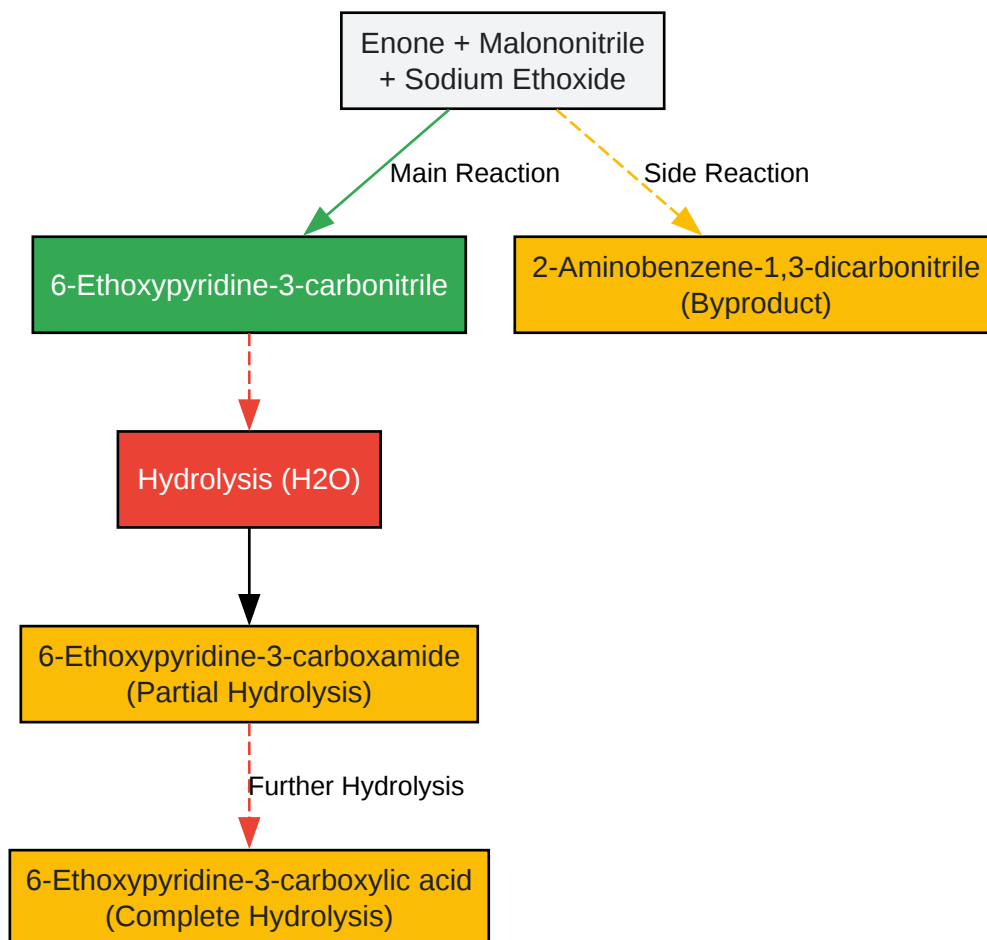 Enone + Malononitrile
+ Sodium Ethoxide
Main Reaction
Side Reaction
6-Ethoxypyridine-3-carbonitrile
2-Aminobenzene-1,3-dicarbonitrile
(Byproduct)
Hydrolysis (H2O)
6-Ethoxypyridine-3-carboxamide
(Partial Hydrolysis)
Further Hydrolysis
6-Ethoxypyridine-3-carboxylic acid
(Complete Hydrolysis)